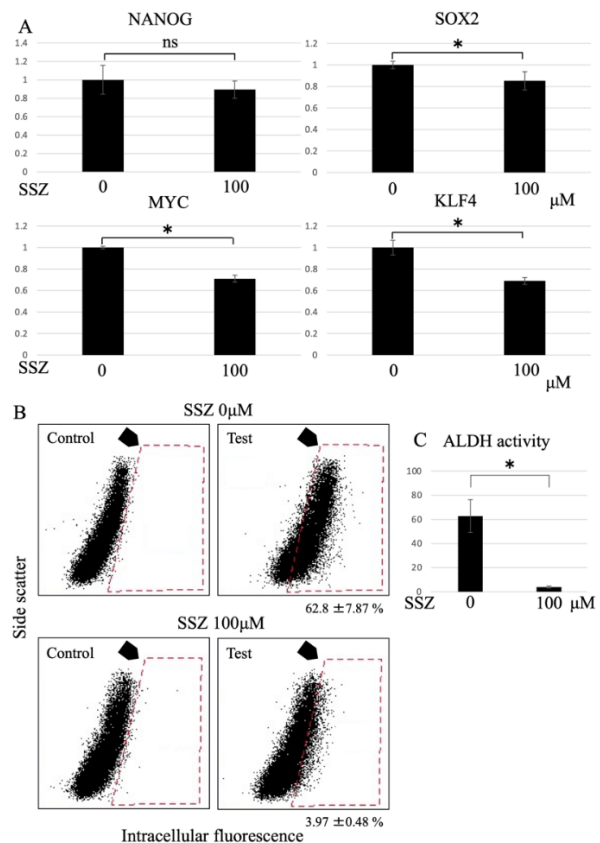 A
NANOG
SOX2
1.4
1.2
1
0.8
0.6
0.4
0.2
0
ns
SSZ 0 100
1.2
1
0.8
0.6
0.4
0.2
0
*
0 100 μM
MYC
KLF4
1.2
1
0.8
0.6
0.4
0.2
0
*
SSZ 0 100
1.2
1
0.8
0.6
0.4
0.2
0
*
0 100 μM
B
SSZ 0μM
Control
Test
62.8 ±7.87 %
SSZ 100μM
Control
Test
3.97 ±0.48 %
Side scatter
Intracellular fluorescence
C ALDH activity
100
80
60
40
20
0
*
SSZ 0 100 μM